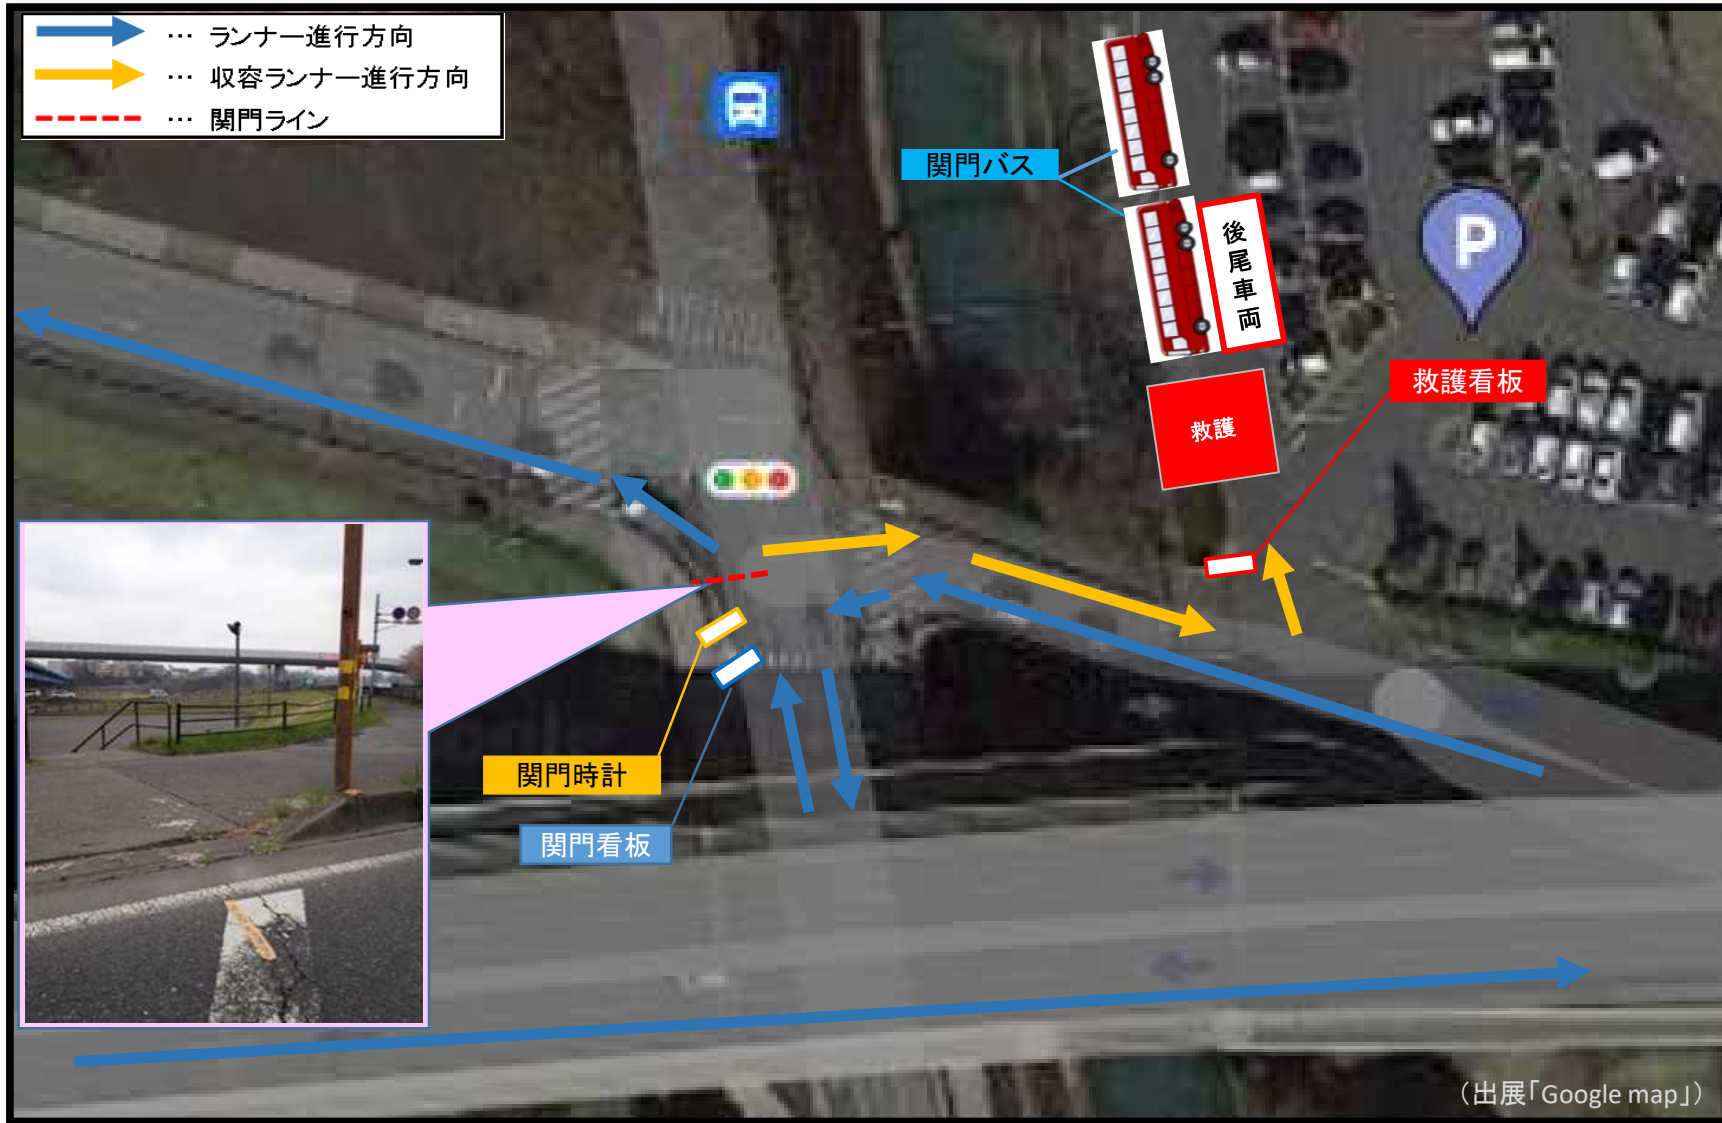 … ランナー進行方向
… 収容ランナー進行方向
… 関門ライン
関門バス
後尾車両
P
救護看板
救護
関門時計
関門看板
（出展「Google map」）